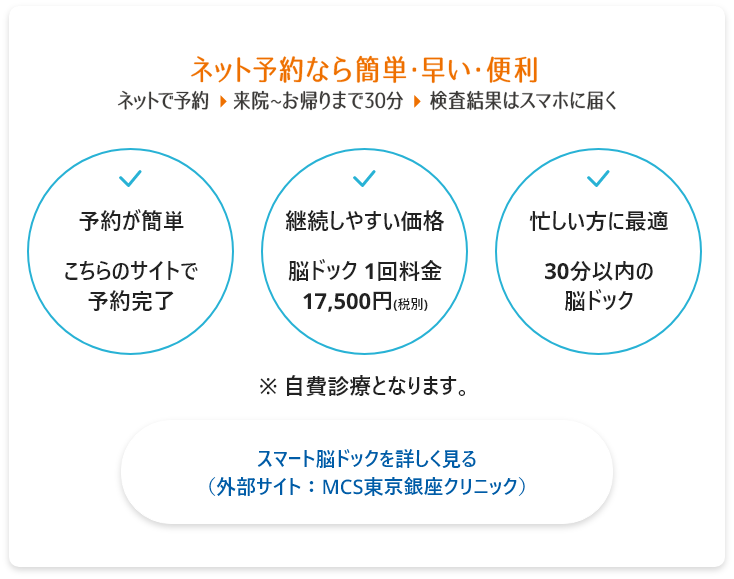 ネット予約なら簡単・早い・便利
ネットで予約 ▶ 来院~お帰りまで30分 ▶ 検査結果はスマホに届く
予約が簡単
こちらのサイトで
予約完了
継続しやすい価格
脳ドック 1回料金
17,500円(税別)
忙しい方に最適
30分以内の
脳ドック
※ 自費診療となります。
スマート脳ドックを詳しく見る
（外部サイト：MCS東京銀座クリニック）